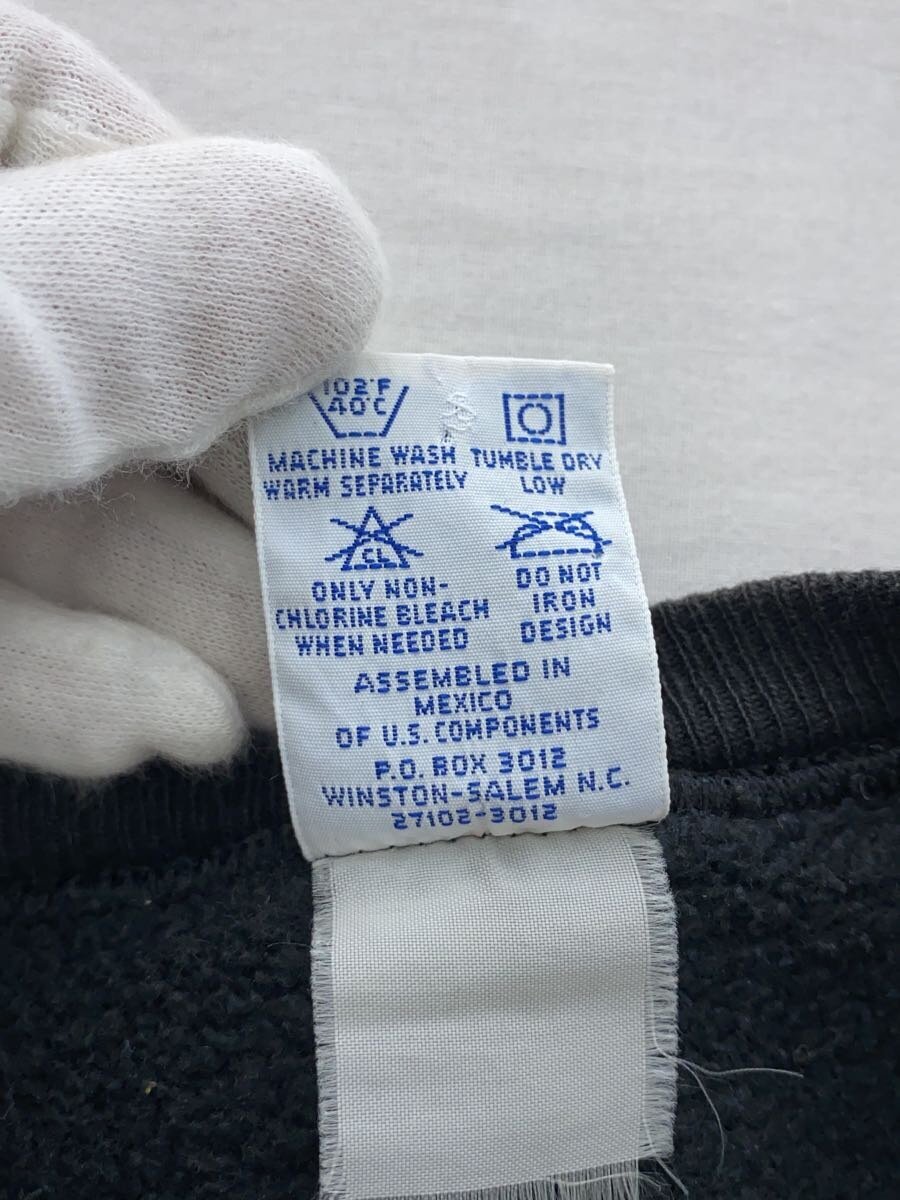 102°F
40°C
MACHINE WASH
WARM SEPARATELY
TUMBLE DRY
LOW
CL
ONLY NON-
CHLORINE BLEACH
WHEN NEEDED
DO NOT
IRON
DESIGN
ASSEMBLED IN
MEXICO
OF U.S. COMPONENTS
P.O. BOX 3012
WINSTON-SALEM N.C.
27102-3012